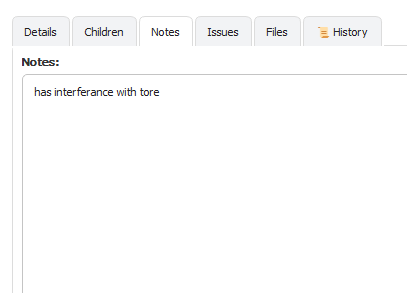 Details Children Notes Issues Files History
Notes:
has interferance with tore